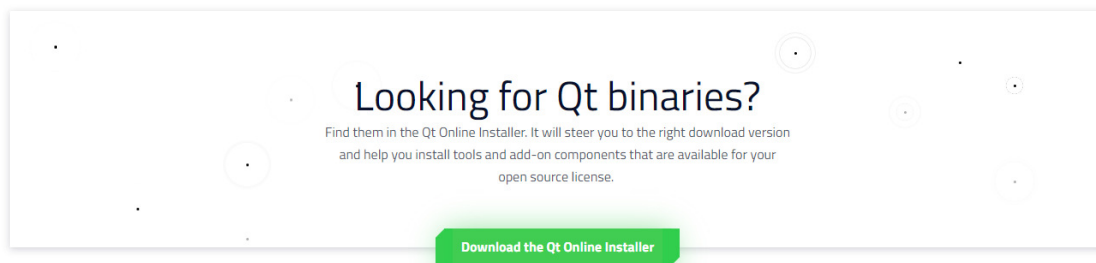 Looking for Qt binaries?
Find them in the Qt Online Installer. It will steer you to the right download version
and help you install tools and add-on components that are available for your
open source license.
Download the Qt Online Installer